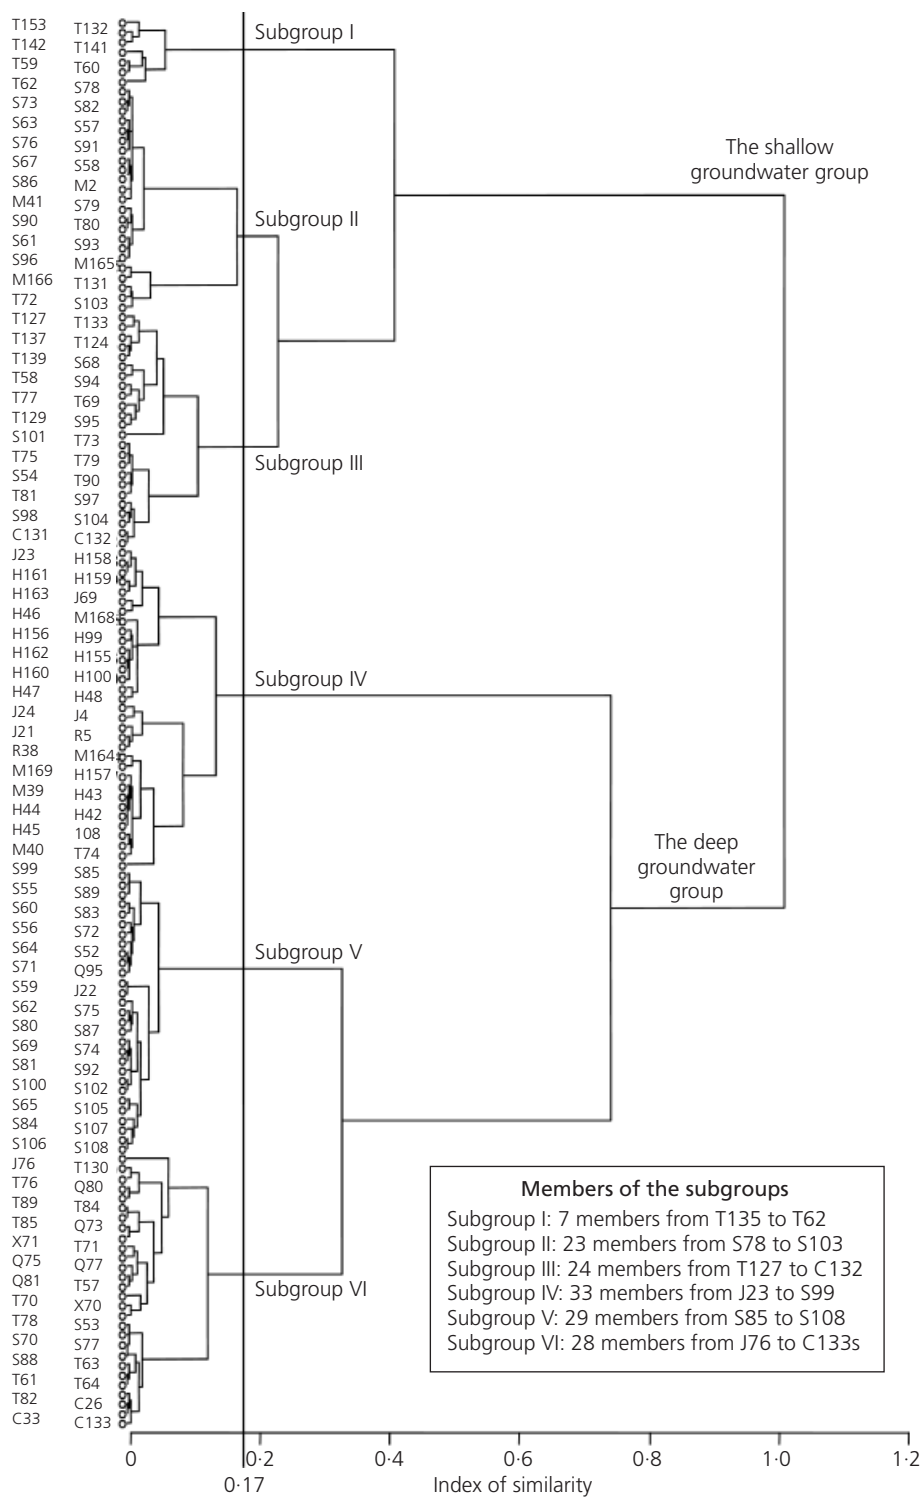 T153 T132
T142 T141
T59 T60
T62 S78
S73 S82
S63 S57
S76 S91
S67 S58
S86 M2
M41 S79
S90 T80
S61 S93
S96 M165s
M166 T131
T72 S103
T127 T133
T137 T124
T139 S68
T58 S94
T77 T69
T129 S95
S101 T73
T75 T79
S54 T90
T81 S97
S98 S104
C131 C132
J23 H158
H161 H159
H163 J69
H46 M168s
H156 H99
H162 H155
H160 H100
H47 H48
J24 J4
J21 R5
R38 M164s
M169 H157
M39 H43
H44 H42
H45 108
M40 T74
S99 S85
S55 S89
S60 S83
S56 S72
S64 S52
S71 Q95
S59 J22
S62 S75
S80 S87
S69 S74
S81 S92
S100 S102
S65 S105
S84 S107
S106 S108
J76 T130
T76 Q80
T89 T84
T85 Q73
X71 T71
Q75 Q77
Q81 T57
T70 X70
T78 S53
S70 S77
S88 T63
T61 T64
T82 C26
C33 C133
Subgroup I
The shallow
groundwater group
Subgroup II
Subgroup III
Subgroup IV
The deep
groundwater
group
Subgroup V
Subgroup VI
Members of the subgroups
Subgroup I: 7 members from T135 to T62
Subgroup II: 23 members from S78 to S103
Subgroup III: 24 members from T127 to C132
Subgroup IV: 33 members from J23 to S99
Subgroup V: 29 members from S85 to S108
Subgroup VI: 28 members from J76 to C133s
0 0·2 0·4 0·6 0·8 1·0 1·2
0·17 Index of similarity